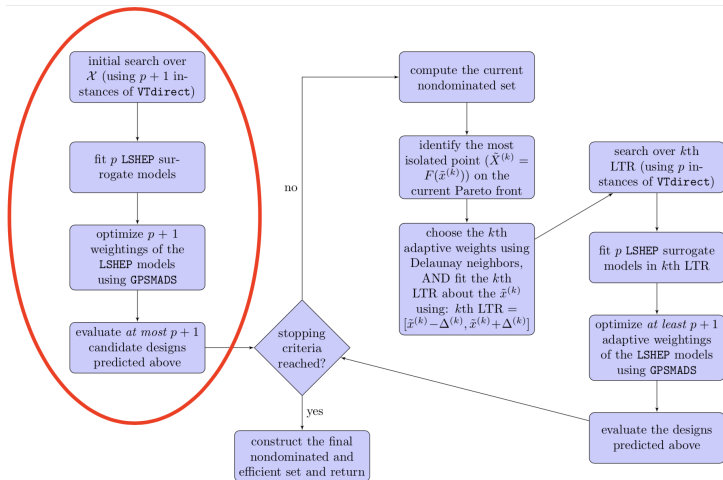 initial search over
𝒳 (using p + 1 in-
stances of VTdirect)
fit p LSHEP sur-
rogate models
optimize p + 1
weightings of the
LSHEP models
using GPSMADS
evaluate at most p + 1
candidate designs
predicted above
stopping
criteria
reached?
no
yes
construct the final
nondominated and
efficient set and return
compute the current
nondominated set
identify the most
isolated point (X̃^(k) =
F(x̃^(k))) on the
current Pareto front
choose the kth
adaptive weights using
Delaunay neighbors,
AND fit the kth
LTR about the x̃^(k)
using: kth LTR =
[x̃^(k)−Δ^(k), x̃^(k)+Δ^(k)]
search over kth
LTR (using p in-
stances of VTdirect)
fit p LSHEP surrogate
models in kth LTR
optimize at least p + 1
adaptive weightings
of the LSHEP models
using GPSMADS
evaluate the designs
predicted above